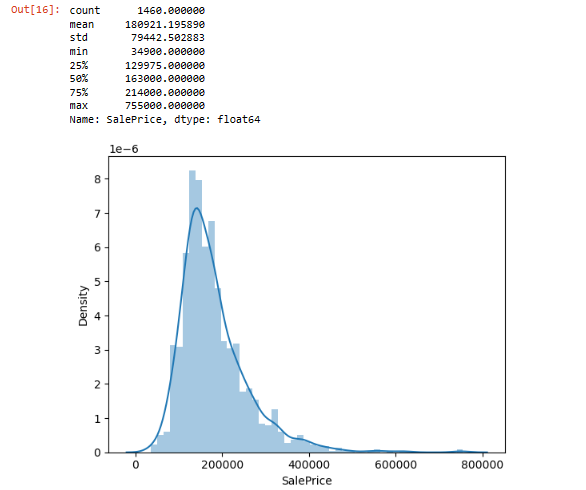 Out[16]: count 1460.000000
mean 180921.195890
std 79442.502883
min 34900.000000
25% 129975.000000
50% 163000.000000
75% 214000.000000
max 755000.000000
Name: SalePrice, dtype: float64
1e−6
8
7
6
5
4
3
2
1
0
Density
0 200000 400000 600000 800000
SalePrice